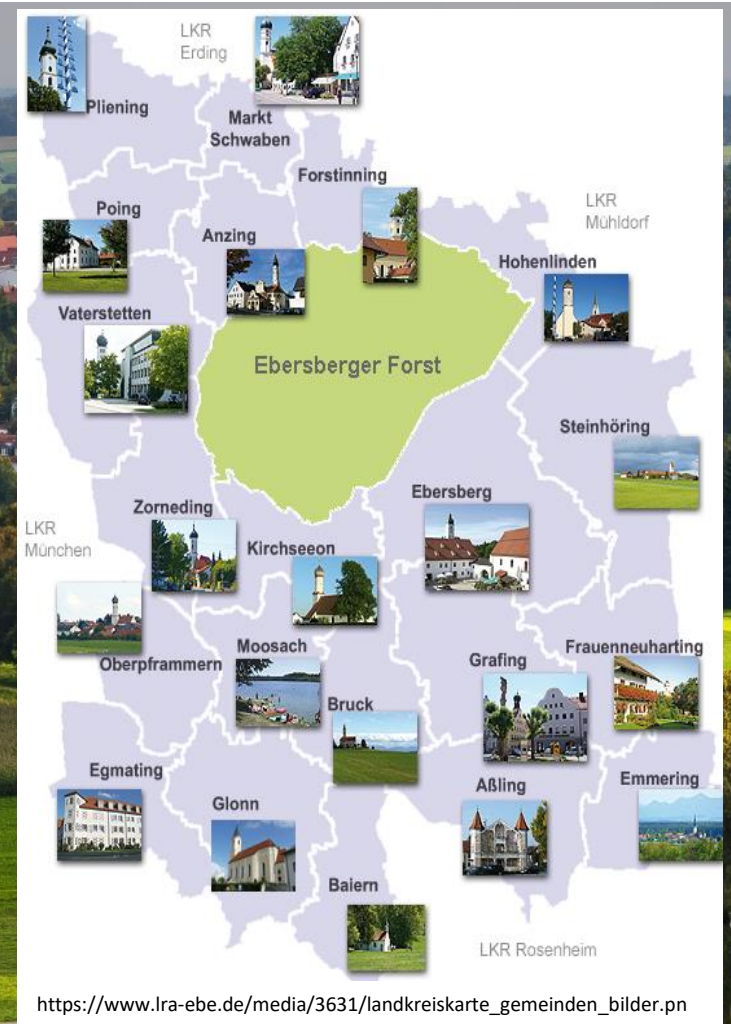 LKR
Erding
Pliening
Markt
Schwaben
Forstinning
LKR
Mühldorf
Poing
Anzing
Hohenlinden
Vaterstetten
Ebersberger Forst
Steinhöring
Ebersberg
Zorneding
LKR
München
Kirchseeon
Oberpframmern
Moosach
Grafing
Frauenneuharting
Bruck
Egmating
Glonn
Aßling
Emmering
Baiern
LKR Rosenheim
https://www.lra-ebe.de/media/3631/landkreiskarte_gemeinden_bilder.pn